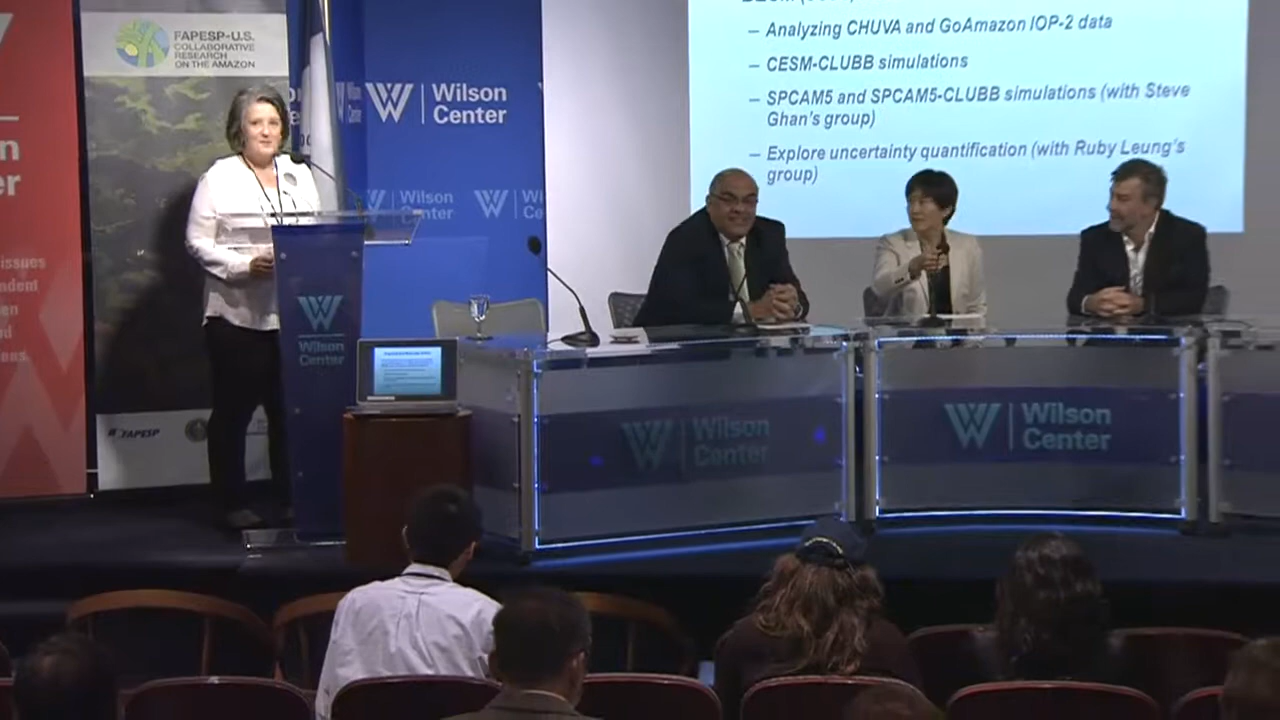 FAPESP-U.S.
COLLABORATIVE
RESEARCH
ON THE AMAZON
Wilson
Center
– Analyzing CHUVA and GoAmazon IOP-2 data
– CESM-CLUBB simulations
– SPCAM5 and SPCAM5-CLUBB simulations (with Steve
Ghan's group)
– Explore uncertainty quantification (with Ruby Leung's
group)
Wilson
Center
issues
Wilson
Center
Wilson
Center
Wilson
Center
FAPESP